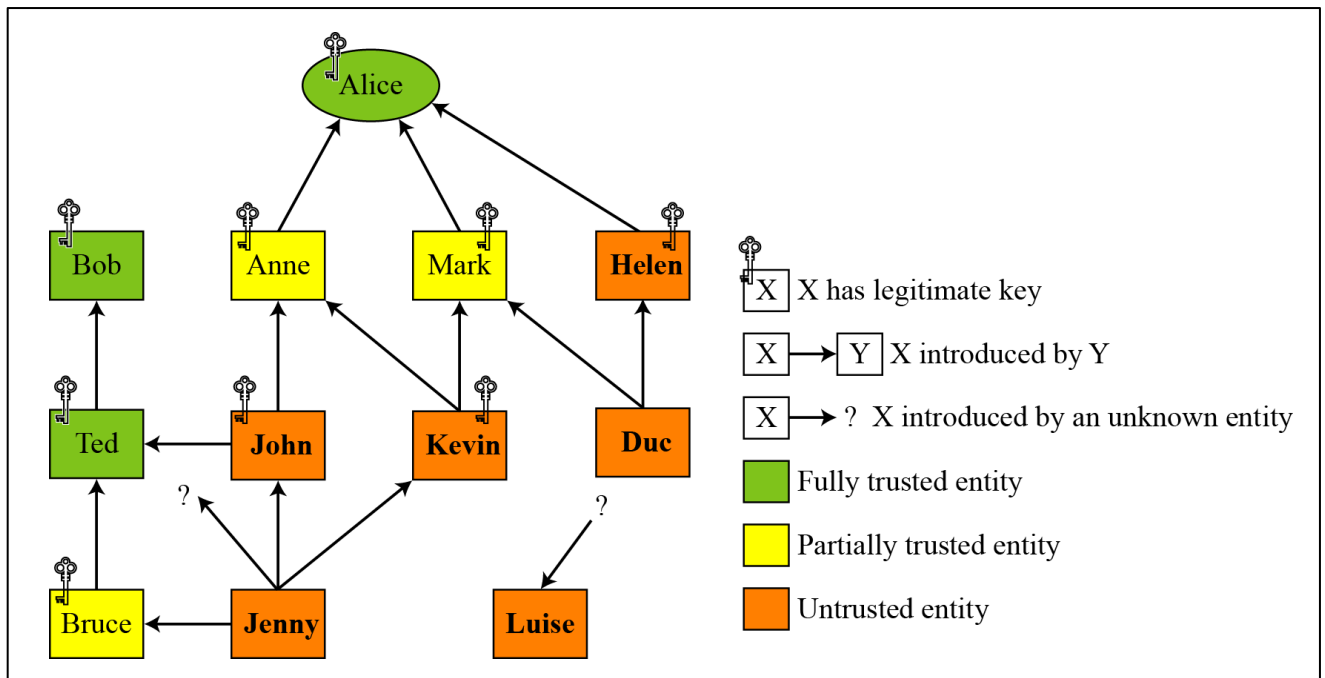 Alice
Bob
Anne
Mark
Helen
X X has legitimate key
X Y X introduced by Y
X ? X introduced by an unknown entity
Ted
John
Kevin
Duc
Fully trusted entity
?
?
Partially trusted entity
Bruce
Jenny
Luise
Untrusted entity